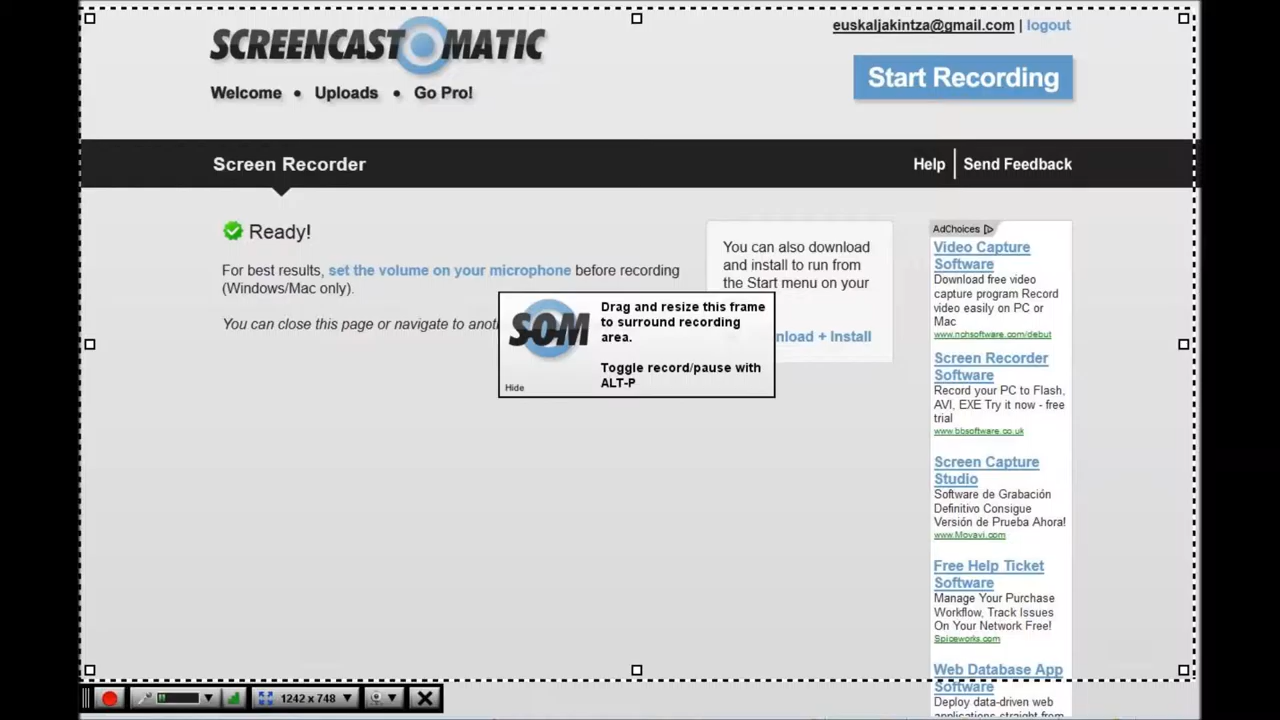 SCREENCAST O MATIC
euskaljakintza@gmail.com | logout
Start Recording
Welcome • Uploads • Go Pro!
Screen Recorder
Help | Send Feedback
Ready!
For best results, set the volume on your microphone before recording
(Windows/Mac only).
You can close this page or navigate to
You can also download
and install to run from
the Start menu on your
+ Install
SOM
Drag and resize this frame
to surround recording
area.
Toggle record/pause with
ALT-P
Hide
AdChoices
Video Capture
Software
Download free video
capture program Record
video easily on PC or
Mac
www.nchsoftware.com/debut
Screen Recorder
Software
Record your PC to Flash,
AVI, EXE Try it now - free
trial
www.bbsoftware.co.uk
Screen Capture
Studio
Software de Grabación
Definitivo Consigue
Versión de Prueba Ahora!
www.Movavi.com
Free Help Ticket
Software
Manage Your Purchase
Workflow, Track Issues
On Your Network Free!
Spiceworks.com
Web Database App
Software
Deploy data-driven web
applications straight from
1242 x 748